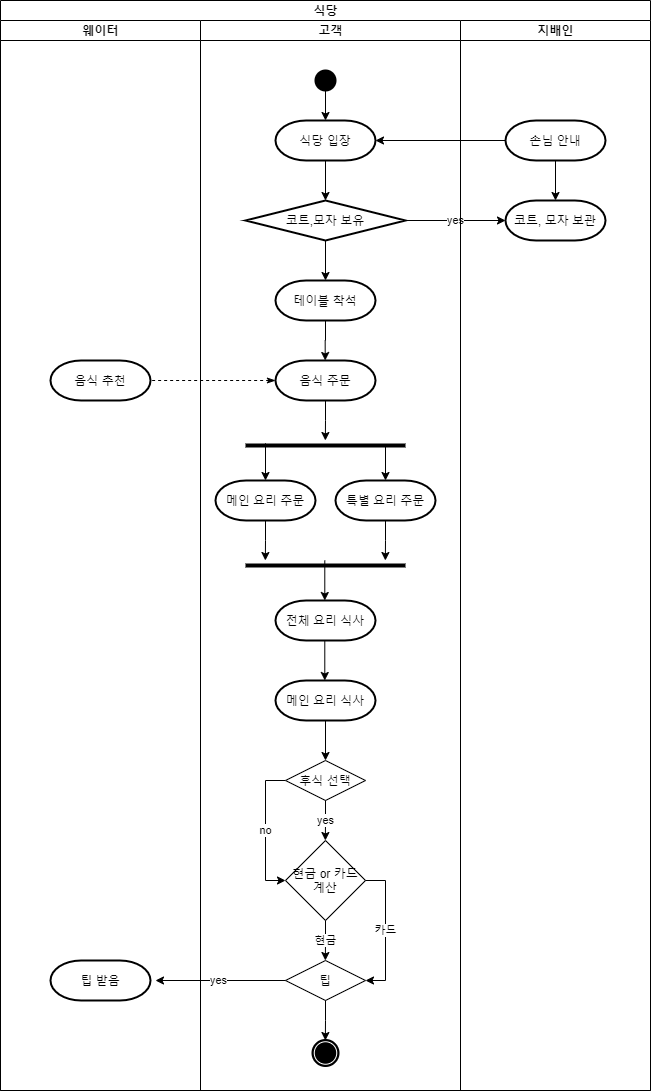 식당
웨이터
고객
지배인
식당 입장
손님 안내
코트,모자 보유
yes
코트, 모자 보관
테이블 착석
음식 추천
음식 주문
메인 요리 주문
특별 요리 주문
전체 요리 식사
메인 요리 식사
후식 선택
yes
no
현금 or 카드
계산
카드
현금
팁 받음
yes
팁